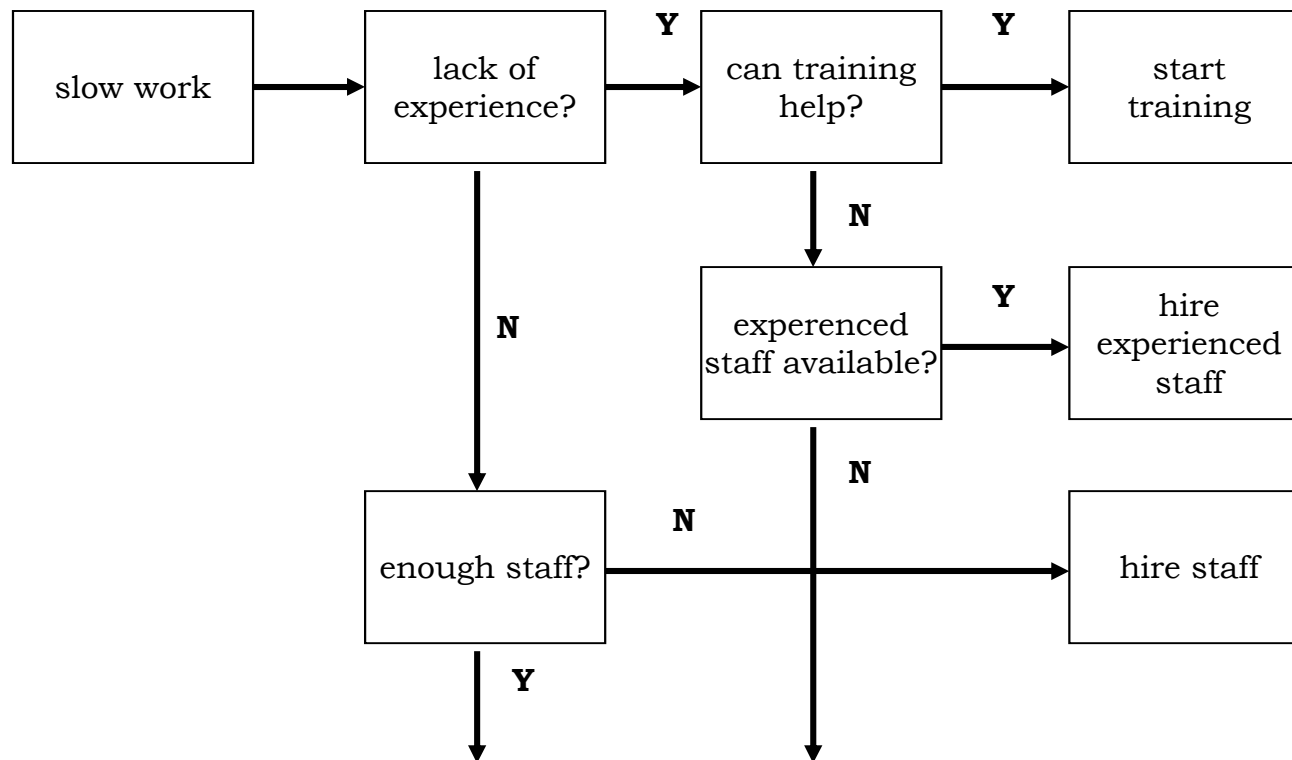 Y
Y
slow work
lack of
experience?
can training
help?
start
training
N
N
experenced
staff available?
Y
hire
experienced
staff
N
N
enough staff?
hire staff
Y